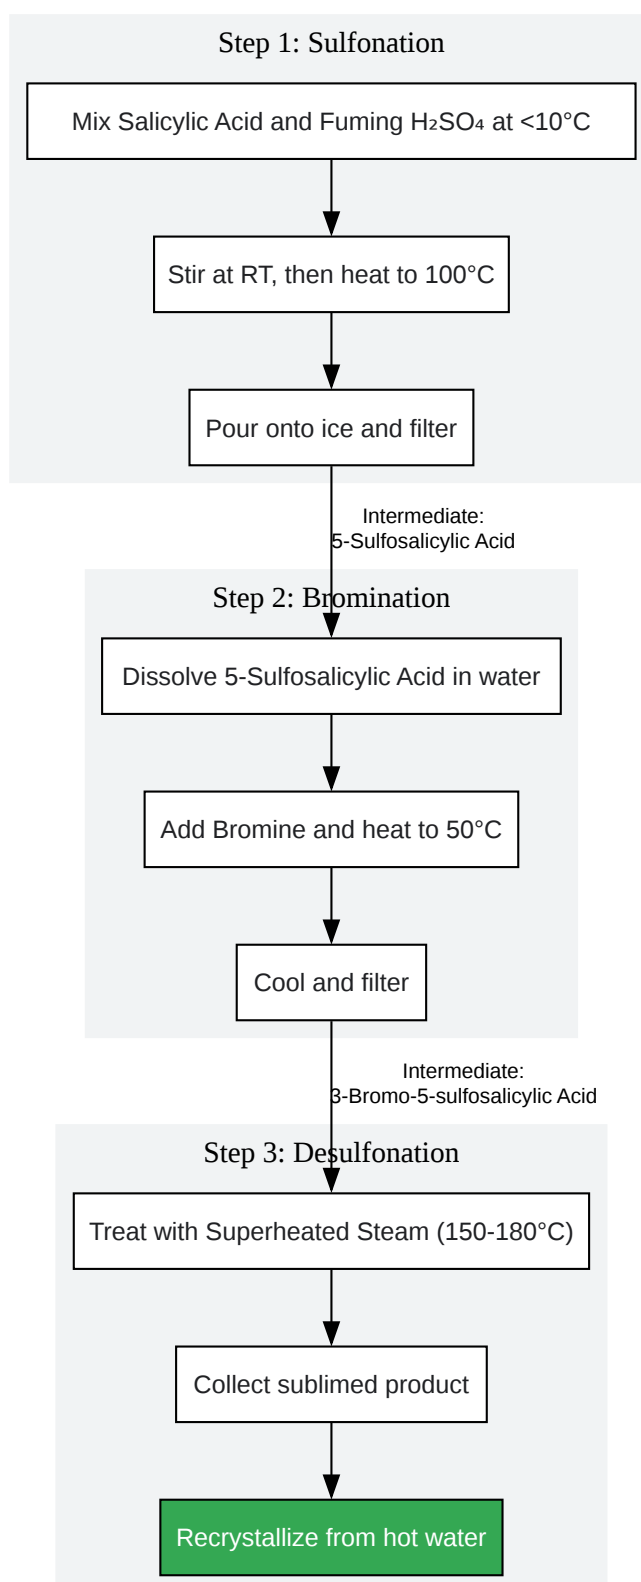 Step 1: Sulfonation
Mix Salicylic Acid and Fuming H₂SO₄ at <10°C
Stir at RT, then heat to 100°C
Pour onto ice and filter
Intermediate:
5-Sulfosalicylic Acid
Step 2: Bromination
Dissolve 5-Sulfosalicylic Acid in water
Add Bromine and heat to 50°C
Cool and filter
Intermediate:
3-Bromo-5-sulfosalicylic Acid
Step 3: Desulfonation
Treat with Superheated Steam (150-180°C)
Collect sublimed product
Recrystallize from hot water